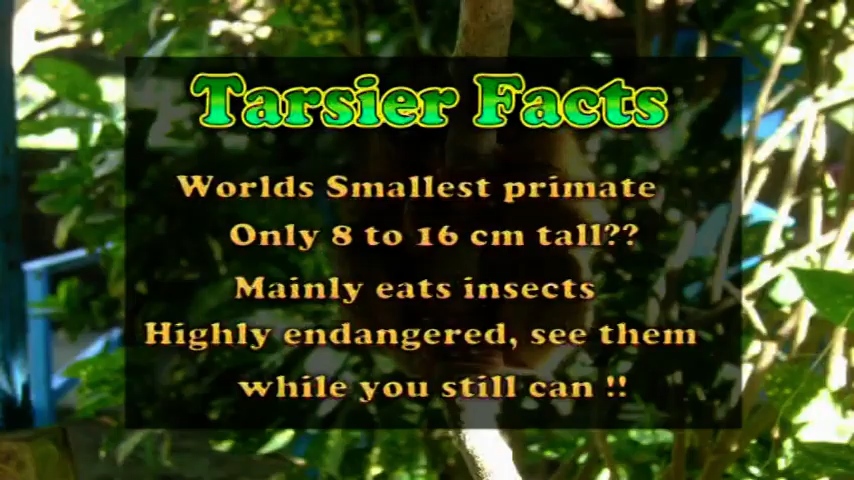 Tarsier Facts
Worlds Smallest primate
Only 8 to 16 cm tall??
Mainly eats insects
Highly endangered, see them
while you still can !!